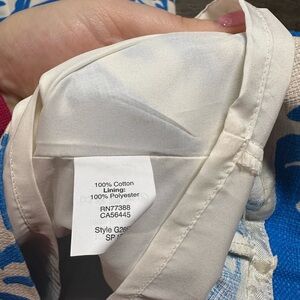 100% Cotton
Lining:
100% Polyester
RN77388
CA56445
Style